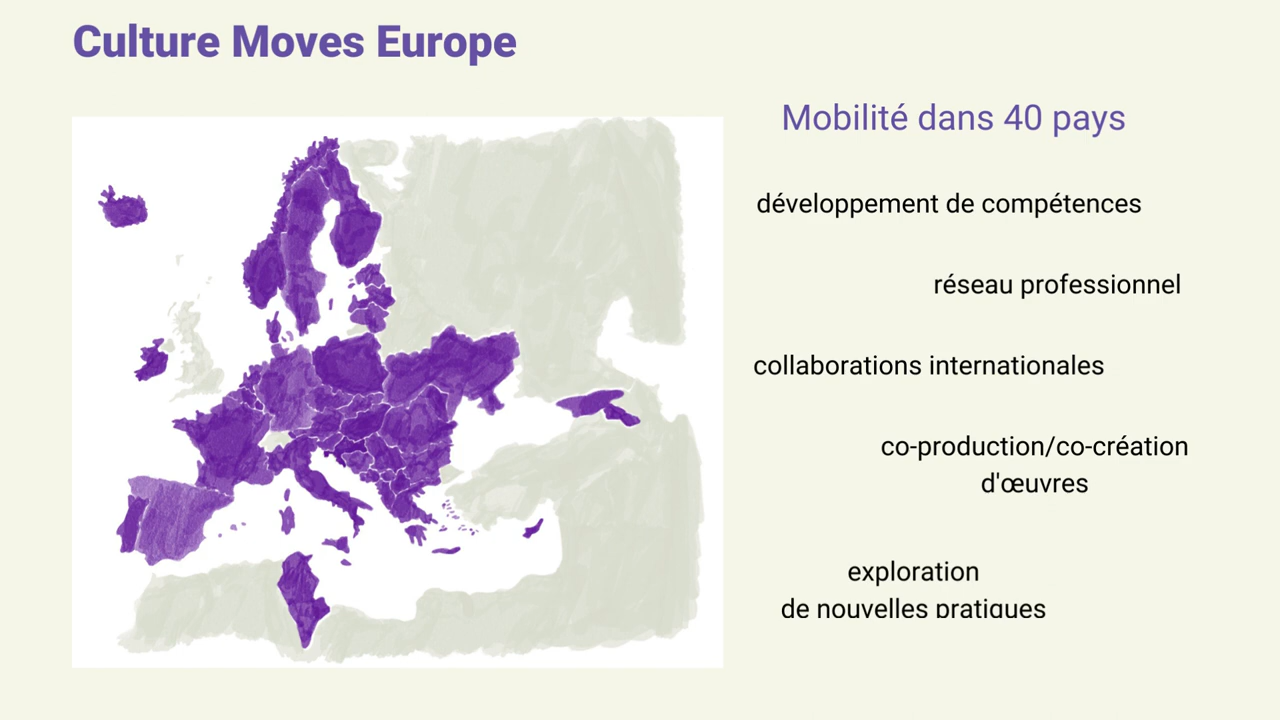 Culture Moves Europe
Mobilité dans 40 pays
développement de compétences
réseau professionnel
collaborations internationales
co-production/co-création
d'œuvres
exploration
de nouvelles pratiques